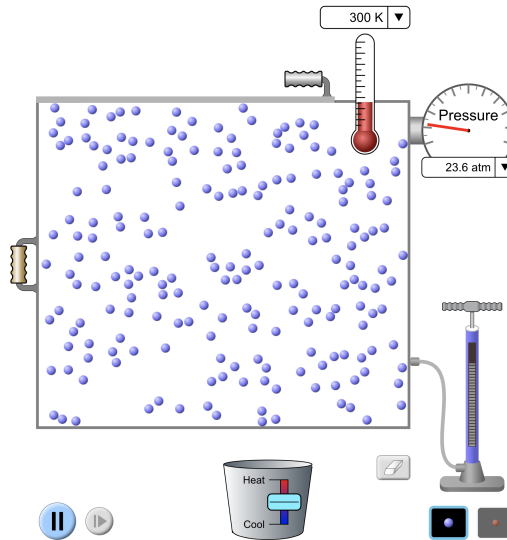 300 K
Pressure
23.6 atm
Heat
Cool